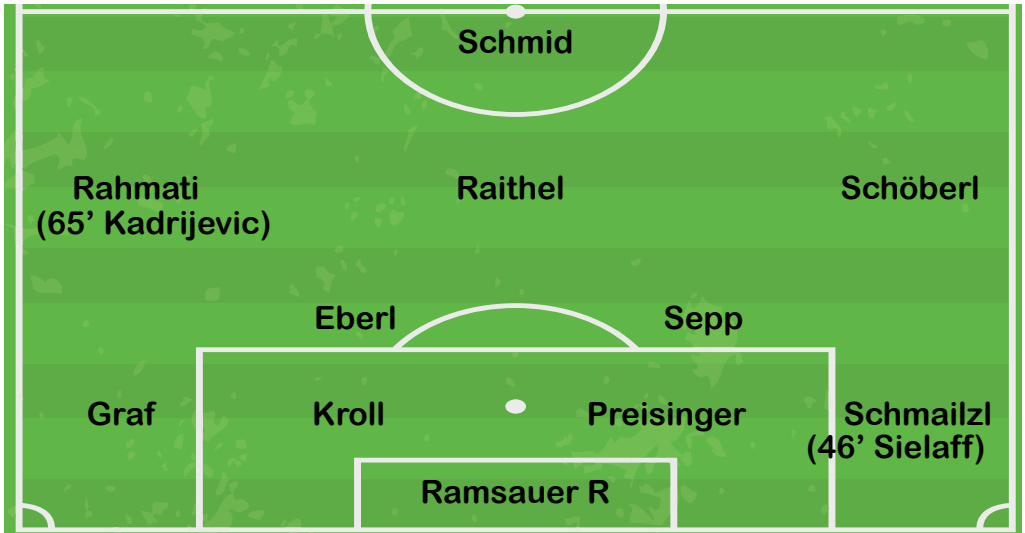 Schmid
Rahmati
(65’ Kadrijevic)
Raithel
Schöberl
Eberl
Sepp
Graf
Kroll
Preisinger
Schmailzl
(46’ Sielaff)
Ramsauer R